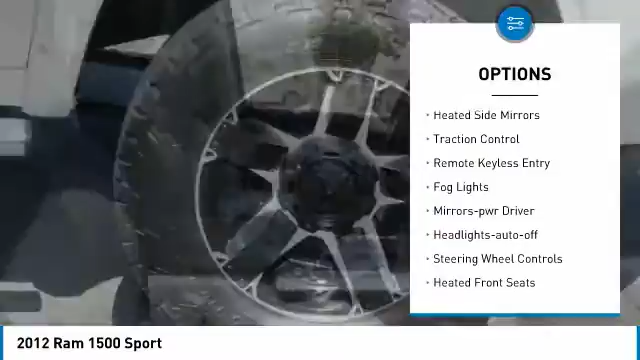 OPTIONS
• Heated Side Mirrors
• Traction Control
• Remote Keyless Entry
• Fog Lights
• Mirrors-pwr Driver
• Headlights-auto-off
• Steering Wheel Controls
• Heated Front Seats
2012 Ram 1500 Sport